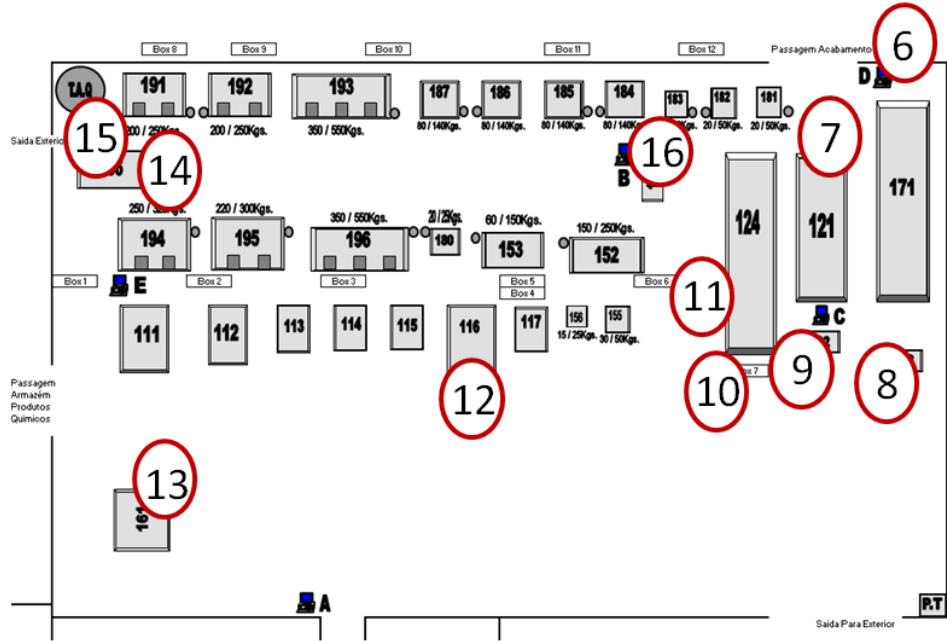 Box 8
Box 9
Box 10
Box 11
Box 12
Passagem Acabamento
6
D
T.A.Q
191
192
193
187
186
185
184
183
182
181
200 / 250Kgs.
200 / 250Kgs.
350 / 550Kgs.
80 / 140Kgs.
80 / 140Kgs.
80 / 140Kgs.
80 / 140Kgs.
20 / 50Kgs.
20 / 50Kgs.
Saida Exterior
15
14
16
7
B
171
124
121
220 / 300Kgs.
350 / 550Kgs.
20 / 25Kgs.
60 / 150Kgs.
150 / 250Kgs.
194
195
196
180
153
152
Box 1
E
Box 2
Box 3
Box 5
Box 4
Box 6
11
C
111
112
113
114
115
116
117
156
155
15 / 25Kgs.
30 / 50Kgs.
9
8
10
12
Passagem
Armazém
Produtos
Quimicos
13
161
A
P.T
Saida Para Exterior